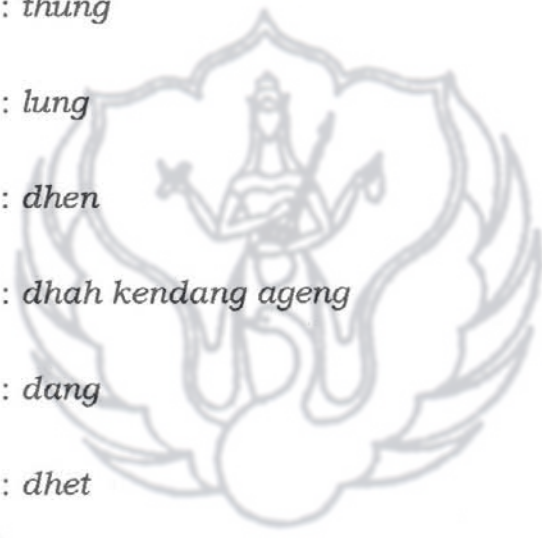 : thung
: lung
: dhen
: dhah kendang ageng
: dang
: dhet